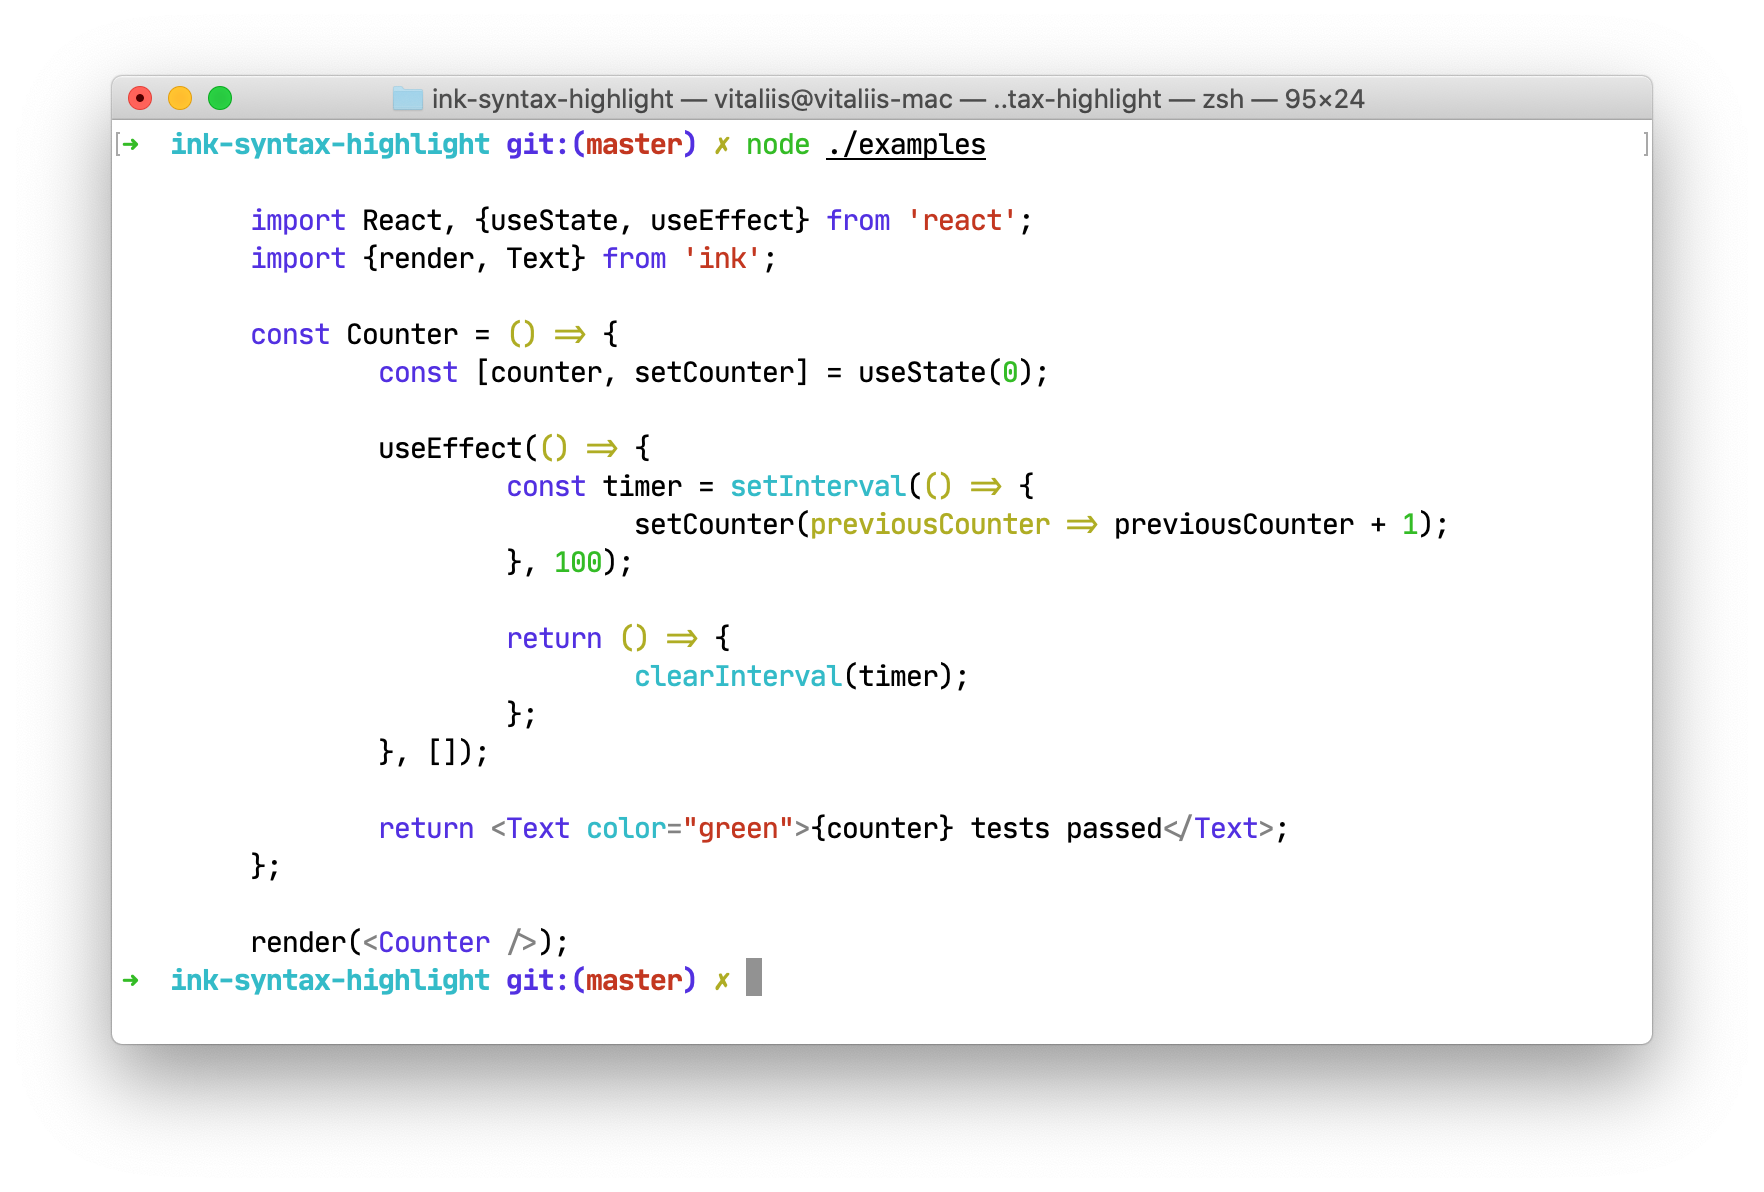 ink-syntax-highlight — vitaliis@vitaliis-mac — ..tax-highlight — zsh — 95×24
[➜  ink-syntax-highlight git:(master) ✗ node ./examples ]

        import React, {useState, useEffect} from 'react';
        import {render, Text} from 'ink';

        const Counter = () => {
                const [counter, setCounter] = useState(0);

                useEffect(() => {
                        const timer = setInterval(() => {
                                setCounter(previousCounter => previousCounter + 1);
                        }, 100);

                        return () => {
                                clearInterval(timer);
                        };
                }, []);

                return <Text color="green">{counter} tests passed</Text>;
        };

        render(<Counter />);
➜  ink-syntax-highlight git:(master) ✗